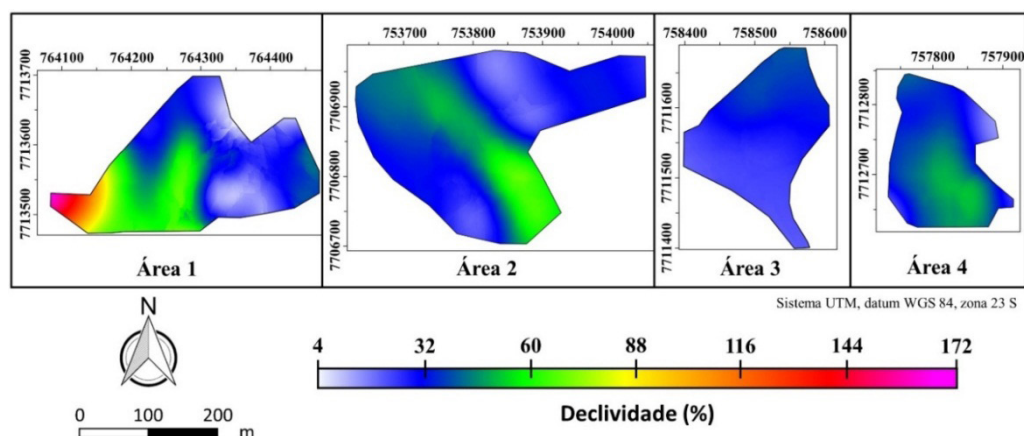 764100 764200 764300 764400
7713700
7713600
7713500
Área 1
753700 753800 753900 754000
7706900
7706800
7706700
Área 2
758400 758500 758600
7711600
7711500
7711400
Área 3
757800 757900
7712800
7712700
Área 4
Sistema UTM, datum WGS 84, zona 23 S
N
4 32 60 88 116 144 172
Declividade (%)
0 100 200
m